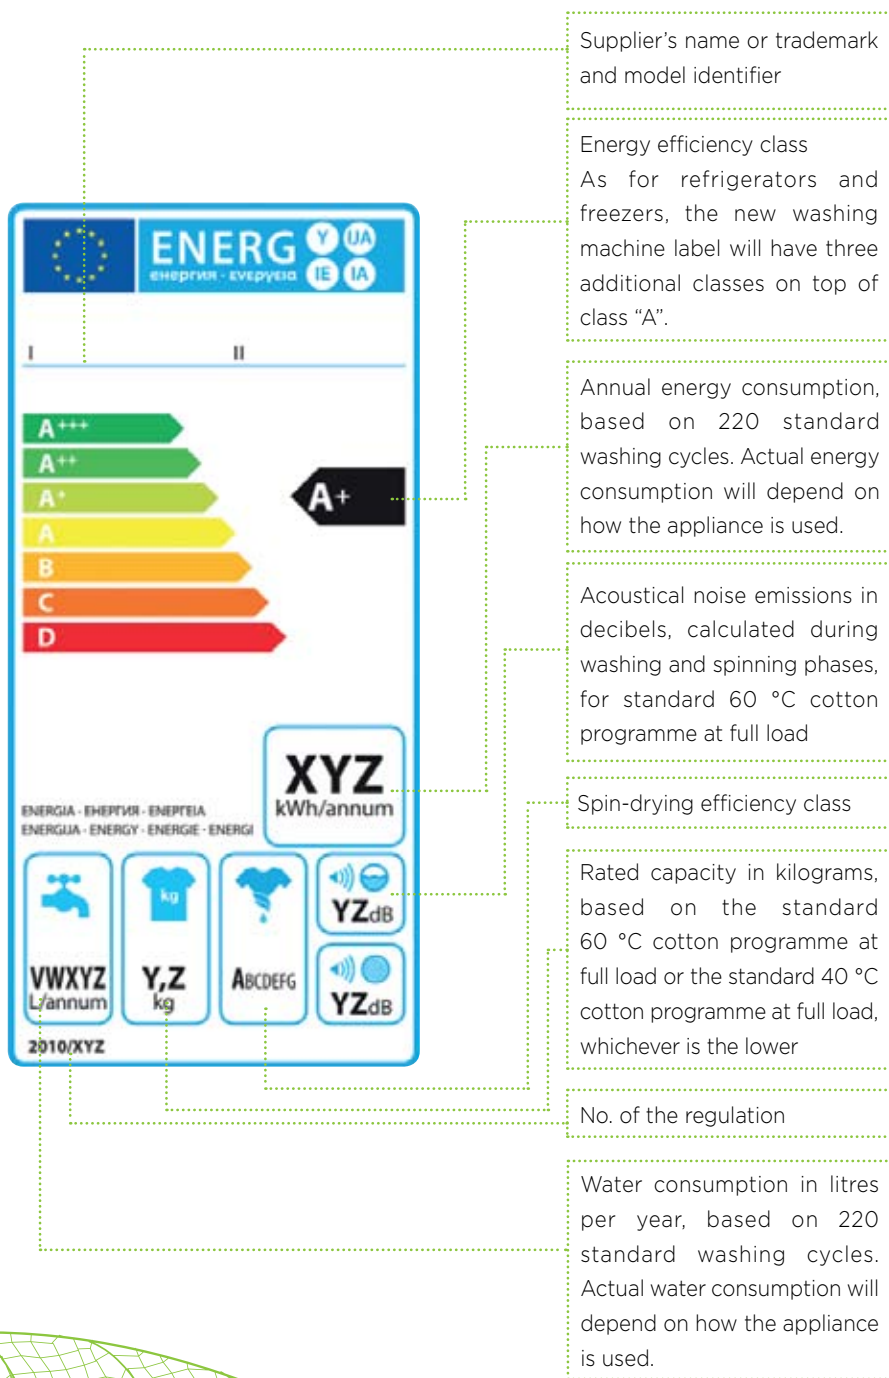 Supplier's name or trademark
and model identifier
Energy efficiency class
As for refrigerators and
freezers, the new washing
machine label will have three
additional classes on top of
class “A”.
Annual energy consumption,
based on 220 standard
washing cycles. Actual energy
consumption will depend on
how the appliance is used.
Acoustical noise emissions in
decibels, calculated during
washing and spinning phases,
for standard 60 °C cotton
programme at full load
Spin-drying efficiency class
Rated capacity in kilograms,
based on the standard
60 °C cotton programme at
full load or the standard 40 °C
cotton programme at full load,
whichever is the lower
No. of the regulation
Water consumption in litres
per year, based on 220
standard washing cycles.
Actual water consumption will
depend on how the appliance
is used.
ENERG Y UA
енергия · ενεργεια IE IA
I II
A+++
A++
A+ A+
A
B
C
D
XYZ
kWh/annum
ENERGIA · ЕНЕРГИЯ · ΕΝΕΡΓΕΙΑ
ENERGIJA · ENERGY · ENERGIE · ENERGI
kg
YZdB
VWXYZ
L/annum
Y,Z
kg
ABCDEFG
YZdB
2010/XYZ